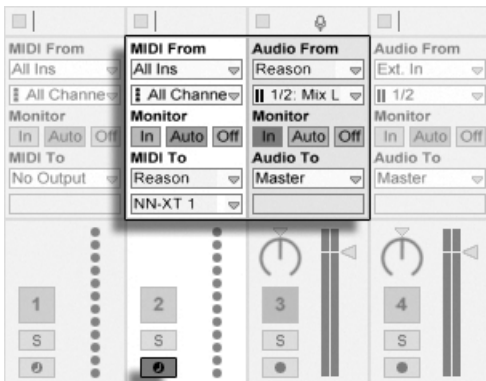 MIDI From
All Ins
All Channe
Monitor
In Auto Off
MIDI To
No Output
1
S
MIDI From
All Ins
All Channe
Monitor
In Auto Off
MIDI To
Reason
NN-XT 1
2
S
Audio From
Reason
1/2: Mix L
Monitor
In Auto Off
Audio To
Master
3
S
Audio From
Ext. In
1/2
Monitor
In Auto Off
Audio To
Master
4
S